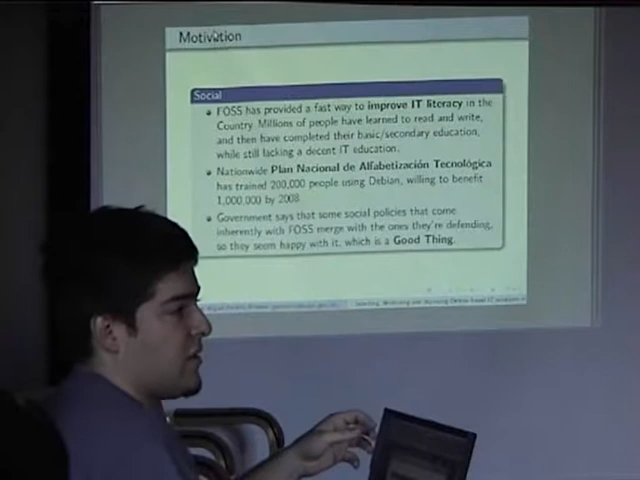 Motivation
Social
FOSS has provided a fast way to improve IT literacy in the
Country. Millions of people have learned to read and write,
and then have completed their basic/secondary education,
while still lacking a decent IT education.
Nationwide Plan Nacional de Alfabetización Tecnológica
has trained 200,000 people using Debian, willing to benefit
1,000,000 by 2008.
Government says that some social policies that come
inherently with FOSS merge with the ones they're defending,
so they seem happy with it, which is a Good Thing.